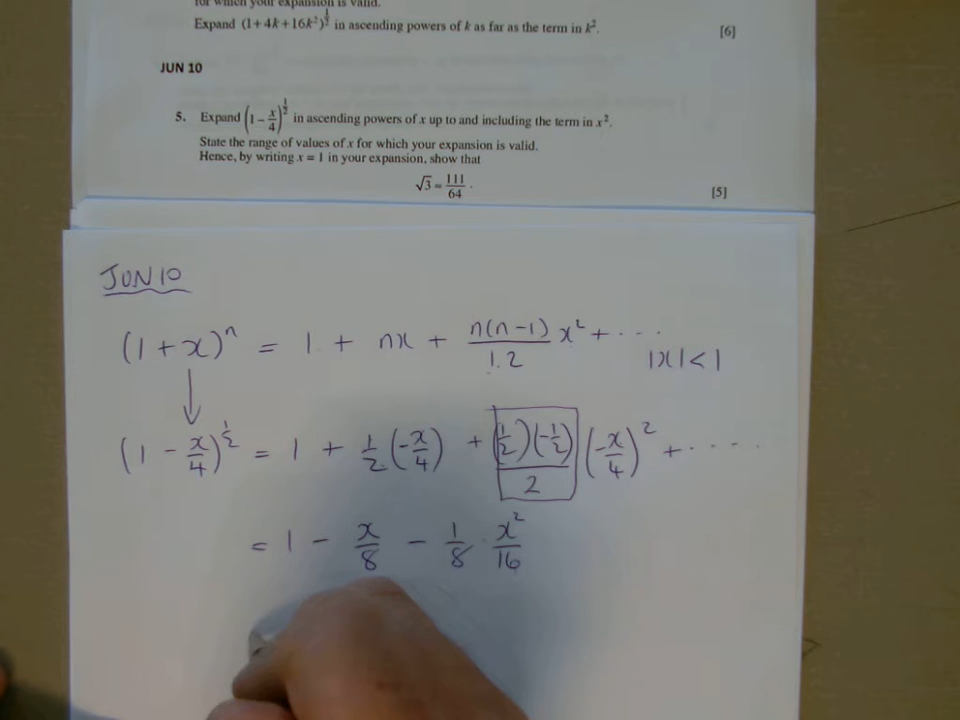 for which your expansion is valid.
Expand (1 + 4k + 16k²)^½ in ascending powers of k as far as the term in k².
[6]
JUN 10
5. Expand (1 − x/4)^½ in ascending powers of x up to and including the term in x².
State the range of values of x for which your expansion is valid.
Hence, by writing x = 1 in your expansion, show that
√3 ≈ 111/64 .
[5]
JUN 10
(1 + x)^n = 1 + nx + n(n−1)/1.2 x² + ···
|x| < 1
(1 − x/4)^½ = 1 + ½(−x/4) + (½)(−½)/2 (−x/4)² + ····
= 1 − x/8 − 1/8 · x²/16